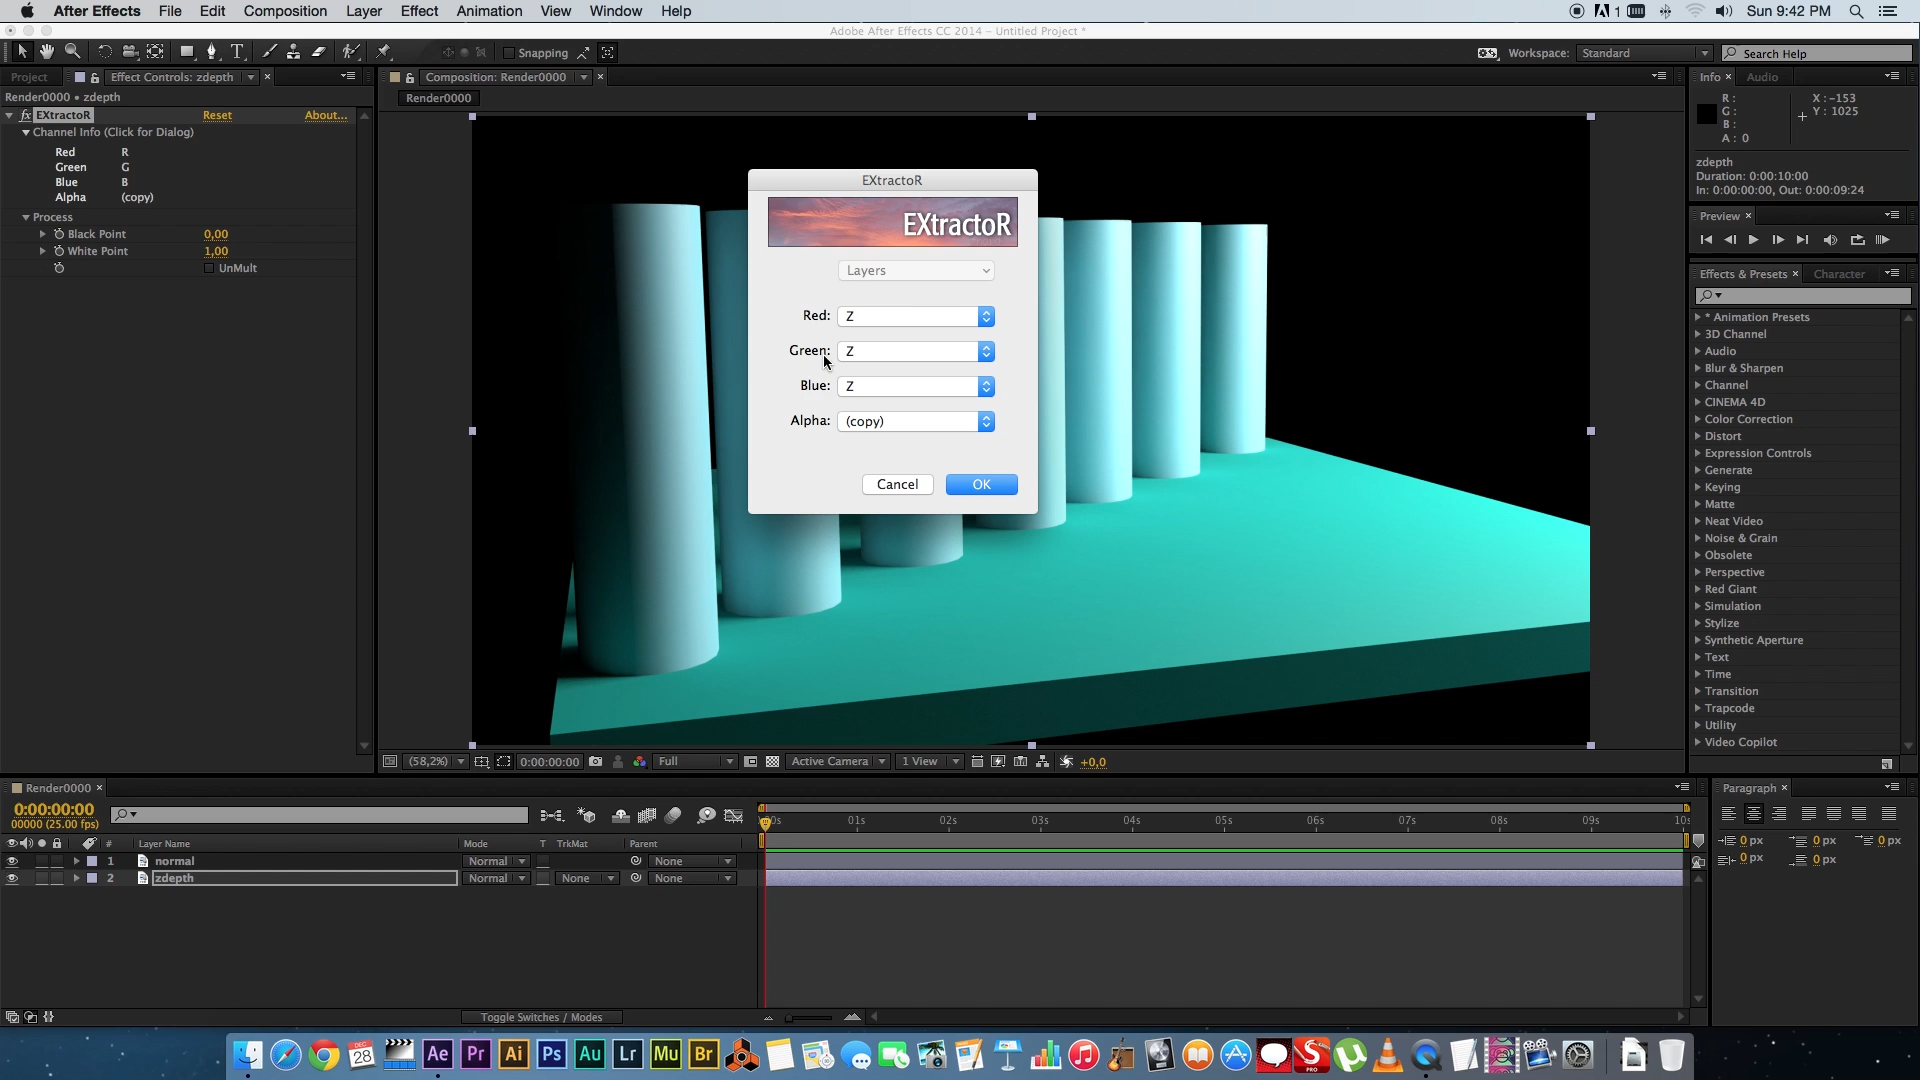 After Effects File Edit Composition Layer Effect Animation View Window Help 1 Sun 9:42 PM
Adobe After Effects CC 2014 - Untitled Project *
Snapping Workspace: Standard Search Help
Project Effect Controls: zdepth × Composition: Render0000 × Info × Audio
Render0000 • zdepth Render0000
fx EXtractoR Reset About...
Channel Info (Click for Dialog)
Red R
Green G
Blue B
Alpha (copy)
Process
Black Point 0,00
White Point 1,00
UnMult
EXtractoR
EXtractoR
Layers
Red: Z
Green: Z
Blue: Z
Alpha: (copy)
Cancel OK
R: X: -153
G: Y: 1025
B:
A: 0
zdepth
Duration: 0:00:10:00
In: 0:00:00:00, Out: 0:00:09:24
Preview ×
Effects & Presets × Character
* Animation Presets
3D Channel
Audio
Blur & Sharpen
Channel
CINEMA 4D
Color Correction
Distort
Expression Controls
Generate
Keying
Matte
Neat Video
Noise & Grain
Obsolete
Perspective
Red Giant
Simulation
Stylize
Synthetic Aperture
Text
Time
Transition
Trapcode
Utility
Video Copilot
(58,2%) 0:00:00:00 Full Active Camera 1 View +0,0
Render0000 × Paragraph ×
0:00:00:00
00000 (25.00 fps)
01s 02s 03s 04s 05s 06s 07s 08s 09s 10s
# Layer Name Mode T TrkMat Parent
1 normal Normal None
2 zdepth Normal None None
0 px 0 px 0 px
0 px 0 px
Toggle Switches / Modes
DEC 28 Ae Pr Ai Ps Au Lr Mu Br S PRO